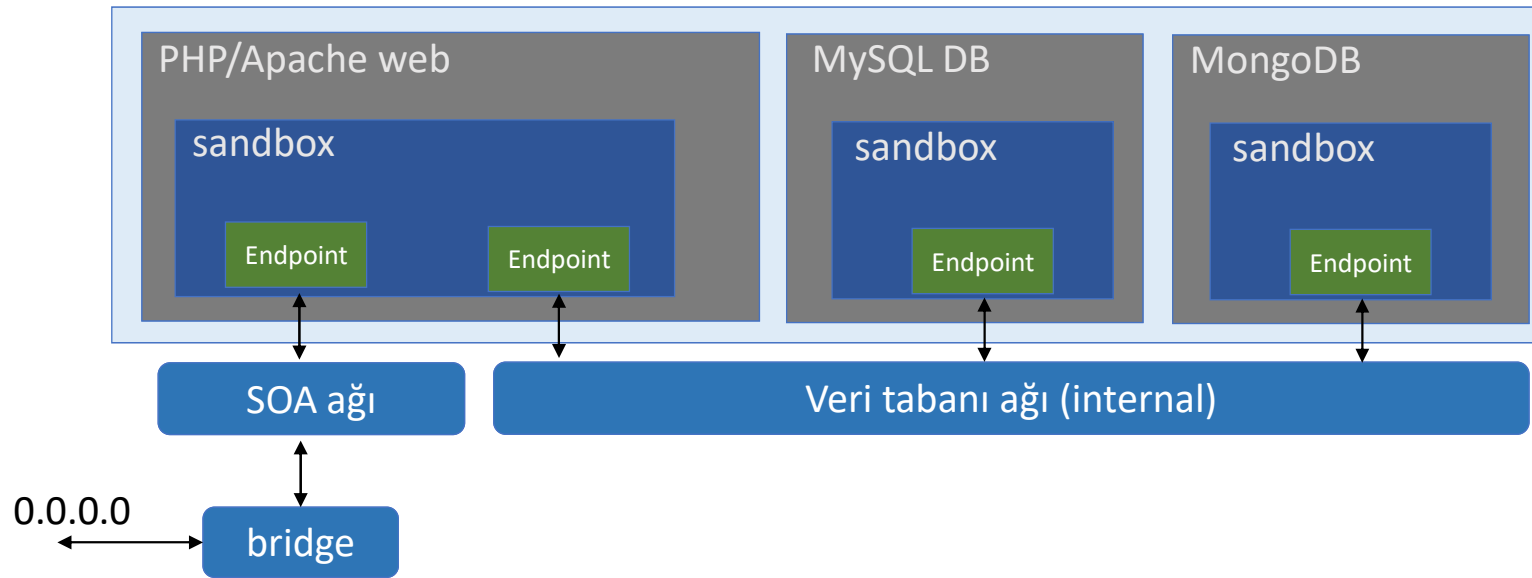 PHP/Apache web
MySQL DB
MongoDB
sandbox
sandbox
sandbox
Endpoint
Endpoint
Endpoint
Endpoint
SOA ağı
Veri tabanı ağı (internal)
0.0.0.0
bridge